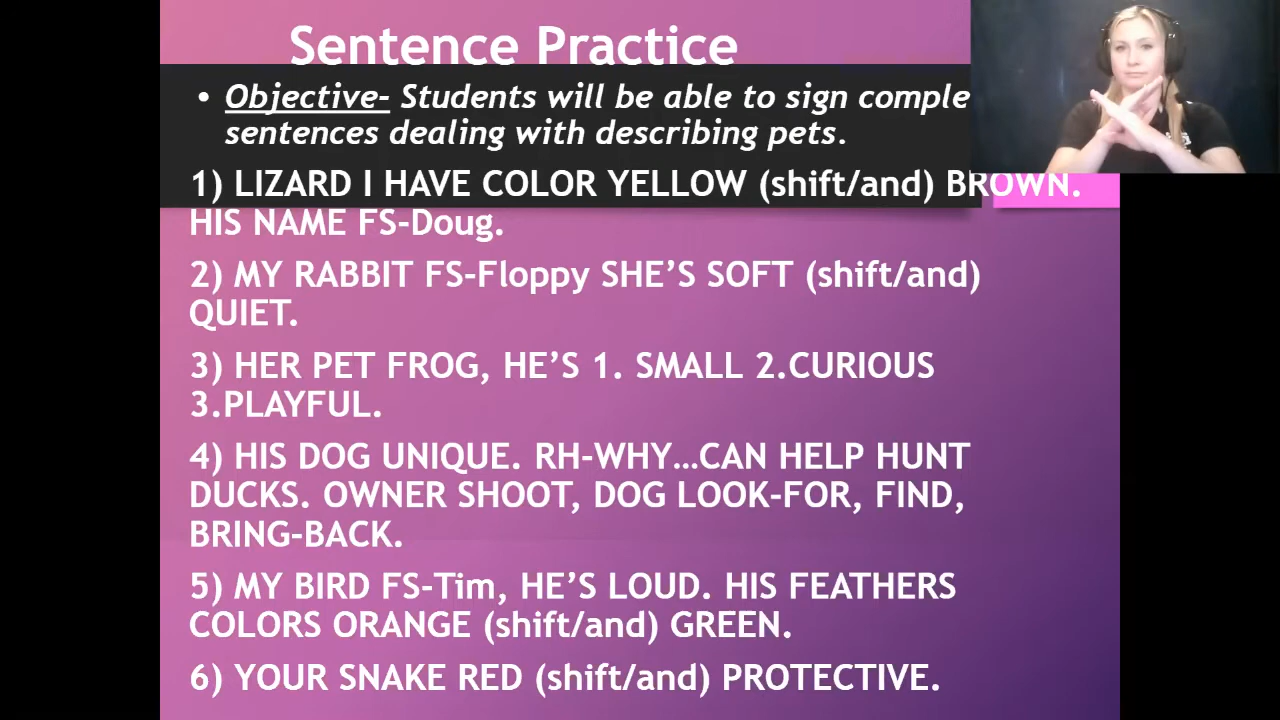 Sentence Practice
• Objective- Students will be able to sign comple
sentences dealing with describing pets.
1) LIZARD I HAVE COLOR YELLOW (shift/and) BROWN.
HIS NAME FS-Doug.
2) MY RABBIT FS-Floppy SHE'S SOFT (shift/and)
QUIET.
3) HER PET FROG, HE'S 1. SMALL 2.CURIOUS
3.PLAYFUL.
4) HIS DOG UNIQUE. RH-WHY…CAN HELP HUNT
DUCKS. OWNER SHOOT, DOG LOOK-FOR, FIND,
BRING-BACK.
5) MY BIRD FS-Tim, HE'S LOUD. HIS FEATHERS
COLORS ORANGE (shift/and) GREEN.
6) YOUR SNAKE RED (shift/and) PROTECTIVE.